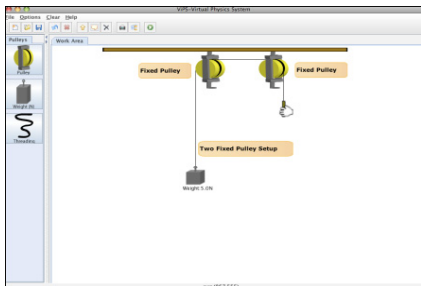 ViPS-Virtual Physics System
File Options Clear Help
Pulleys
Work Area
Pulley
Fixed Pulley
Fixed Pulley
Weight (N)
Threading
Two Fixed Pulley Setup
Weight 5.0N